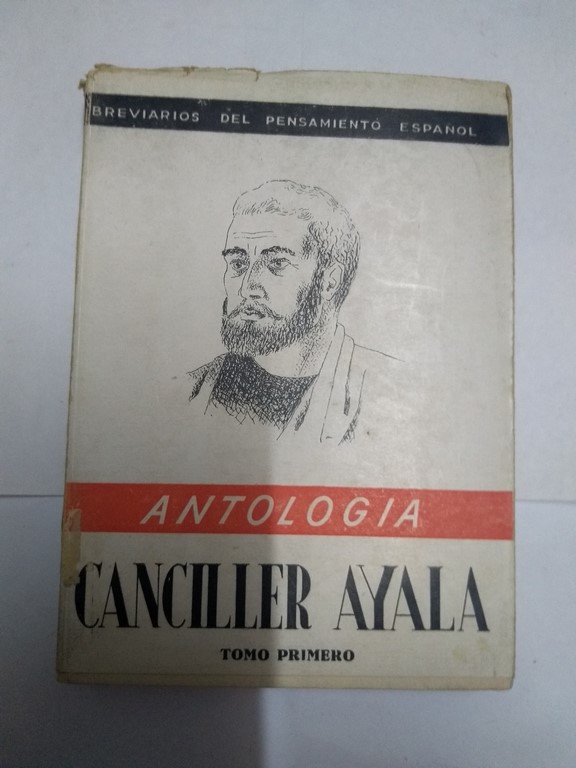 BREVIARIOS DEL PENSAMIENTO ESPAÑOL
ANTOLOGIA
CANCILLER AYALA
TOMO PRIMERO